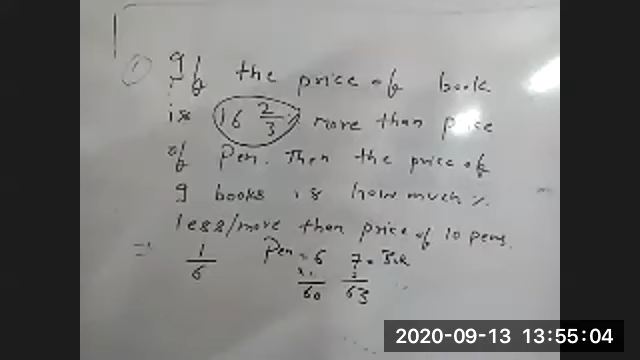 ① If the price of book
is 16 2/3 % more than price
of pen. Then the price of
9 books is how much %
less/more than price of 10 pens.
⇒ 1/6 Pen = 6 7 =
60 63
2020-09-13 13:55:04